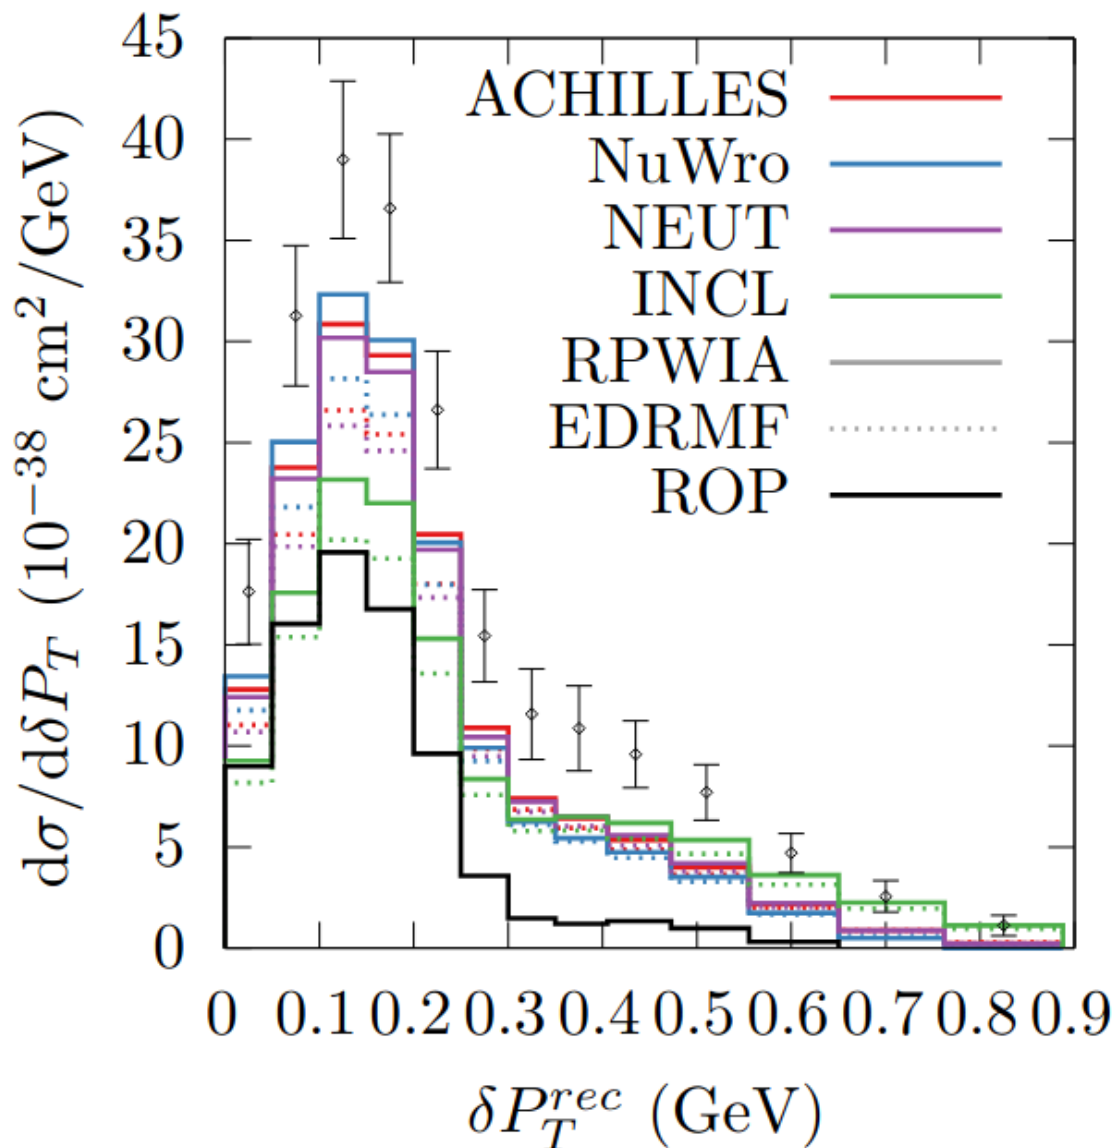 dσ/dδP_T (10⁻³⁸ cm²/GeV)
45
40
35
30
25
20
15
10
5
0
ACHILLES
NuWro
NEUT
INCL
RPWIA
EDRMF
ROP
0 0.1 0.2 0.3 0.4 0.5 0.6 0.7 0.8 0.9
δP_T^{rec} (GeV)